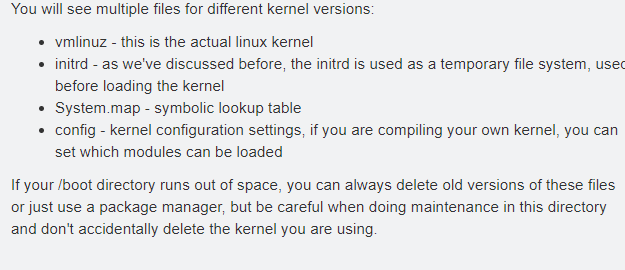 You will see multiple files for different kernel versions:
• vmlinuz - this is the actual linux kernel
• initrd - as we've discussed before, the initrd is used as a temporary file system, used
before loading the kernel
• System.map - symbolic lookup table
• config - kernel configuration settings, if you are compiling your own kernel, you can
set which modules can be loaded
If your /boot directory runs out of space, you can always delete old versions of these files
or just use a package manager, but be careful when doing maintenance in this directory
and don't accidentally delete the kernel you are using.